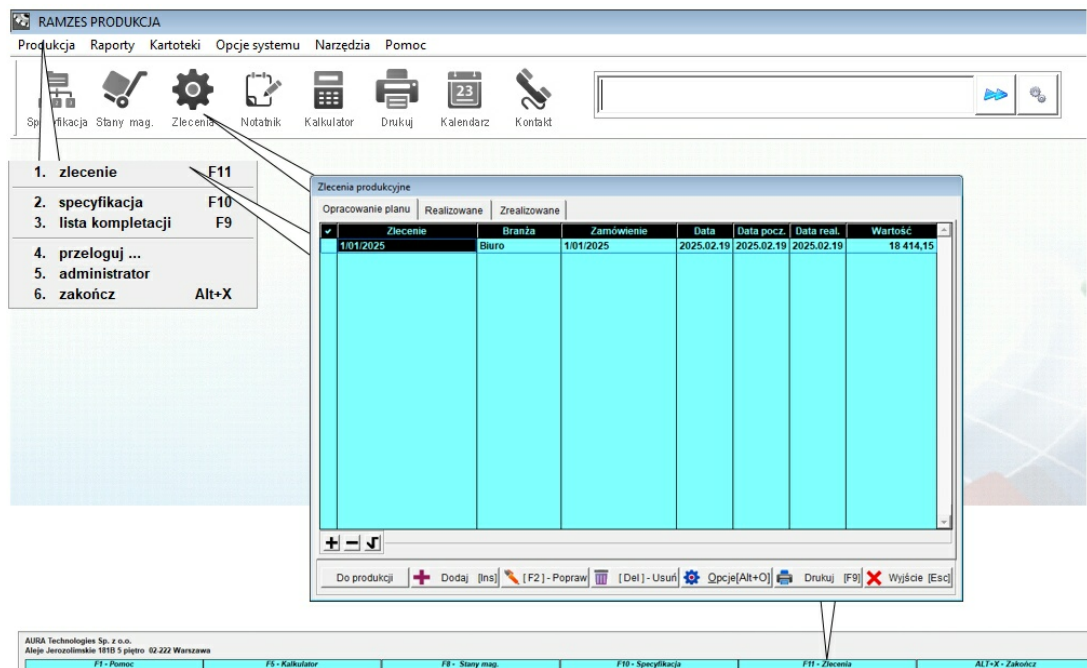 RAMZES PRODUKCJA
Produkcja Raporty Kartoteki Opcje systemu Narzędzia Pomoc
23
Specyfikacja Stany mag. Zlecenia Notatnik Kalkulator Drukuj Kalendarz Kontakt
1. zlecenie F11
2. specyfikacja F10
3. lista kompletacji F9
4. przeloguj ...
5. administrator
6. zakończ Alt+X
Zlecenia produkcyjne
Opracowanie planu Realizowane Zrealizowane
Zlecenie Branża Zamówienie Data Data pocz. Data real. Wartość
1/01/2025 Biuro 1/01/2025 2025.02.19 2025.02.19 2025.02.19 18 414,15
Do produkcji Dodaj [Ins] [F2]-Popraw [Del]-Usuń Opcje[Alt+O] Drukuj [F9] Wyjście [Esc]
AURA Technologies Sp. z o.o.
Aleje Jerozolimskie 181B 5 piętro 02-222 Warszawa
F1 - Pomoc F5 - Kalkulator F8 - Stany mag. F10 - Specyfikacja F11 - Zlecenia ALT+X - Zakończ